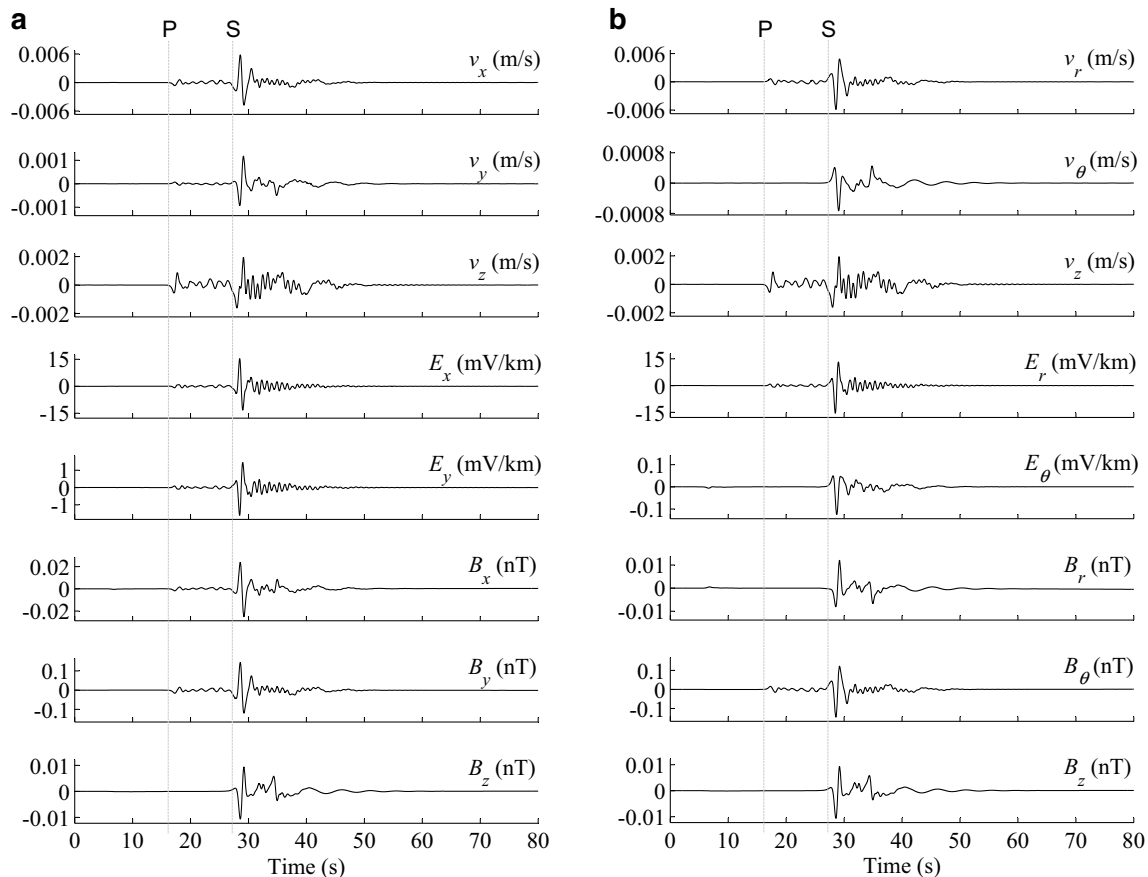 a
P S
0.006
0
-0.006
v_x (m/s)
0.001
0
-0.001
v_y (m/s)
0.002
0
-0.002
v_z (m/s)
15
0
-15
E_x (mV/km)
1
0
-1
E_y (mV/km)
0.02
0
-0.02
B_x (nT)
0.1
0
-0.1
B_y (nT)
0.01
0
-0.01
B_z (nT)
0 10 20 30 40 50 60 70 80
Time (s)
b
P S
0.006
0
-0.006
v_r (m/s)
0.0008
0
-0.0008
v_θ (m/s)
0.002
0
-0.002
v_z (m/s)
15
0
-15
E_r (mV/km)
0.1
0
-0.1
E_θ (mV/km)
0.01
0
-0.01
B_r (nT)
0.1
0
-0.1
B_θ (nT)
0.01
0
-0.01
B_z (nT)
0 10 20 30 40 50 60 70 80
Time (s)